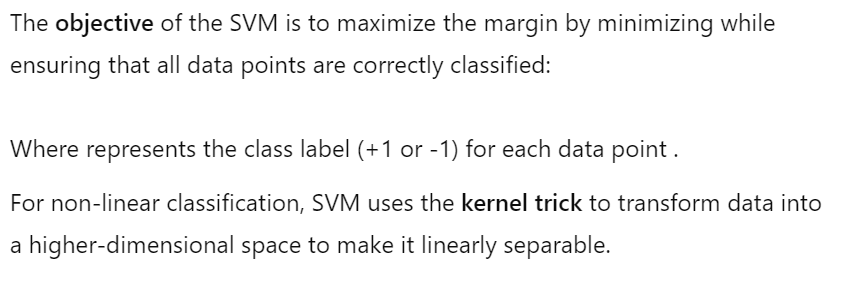 The objective of the SVM is to maximize the margin by minimizing while
ensuring that all data points are correctly classified:
Where represents the class label (+1 or -1) for each data point .
For non-linear classification, SVM uses the kernel trick to transform data into
a higher-dimensional space to make it linearly separable.